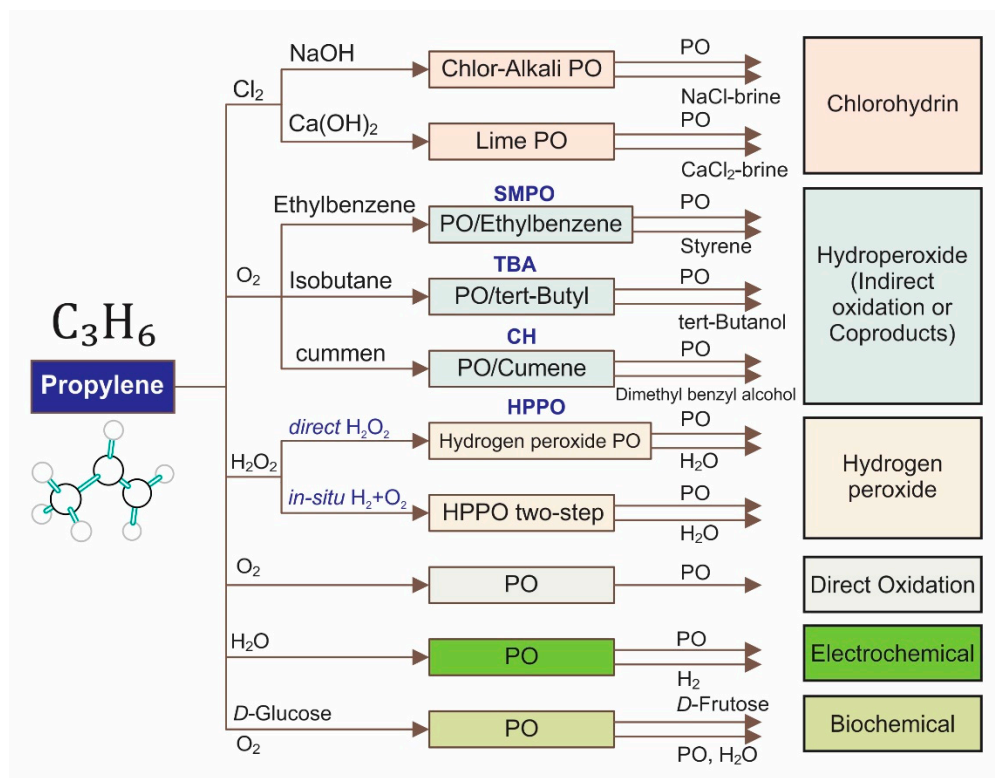 NaOH
Cl₂
Chlor-Alkali PO
PO
NaCl-brine
Ca(OH)₂
Lime PO
PO
CaCl₂-brine
Chlorohydrin
Ethylbenzene
SMPO
PO/Ethylbenzene
PO
Styrene
O₂
Isobutane
TBA
PO/tert-Butyl
PO
tert-Butanol
cummen
CH
PO/Cumene
PO
Dimethyl benzyl alcohol
Hydroperoxide
(Indirect
oxidation or
Coproducts)
C₃H₆
Propylene
H₂O₂
direct H₂O₂
HPPO
Hydrogen peroxide PO
PO
H₂O
in-situ H₂+O₂
HPPO two-step
PO
H₂O
Hydrogen
peroxide
O₂
PO
PO
Direct Oxidation
H₂O
PO
PO
H₂
Electrochemical
D-Glucose
O₂
PO
D-Frutose
PO, H₂O
Biochemical